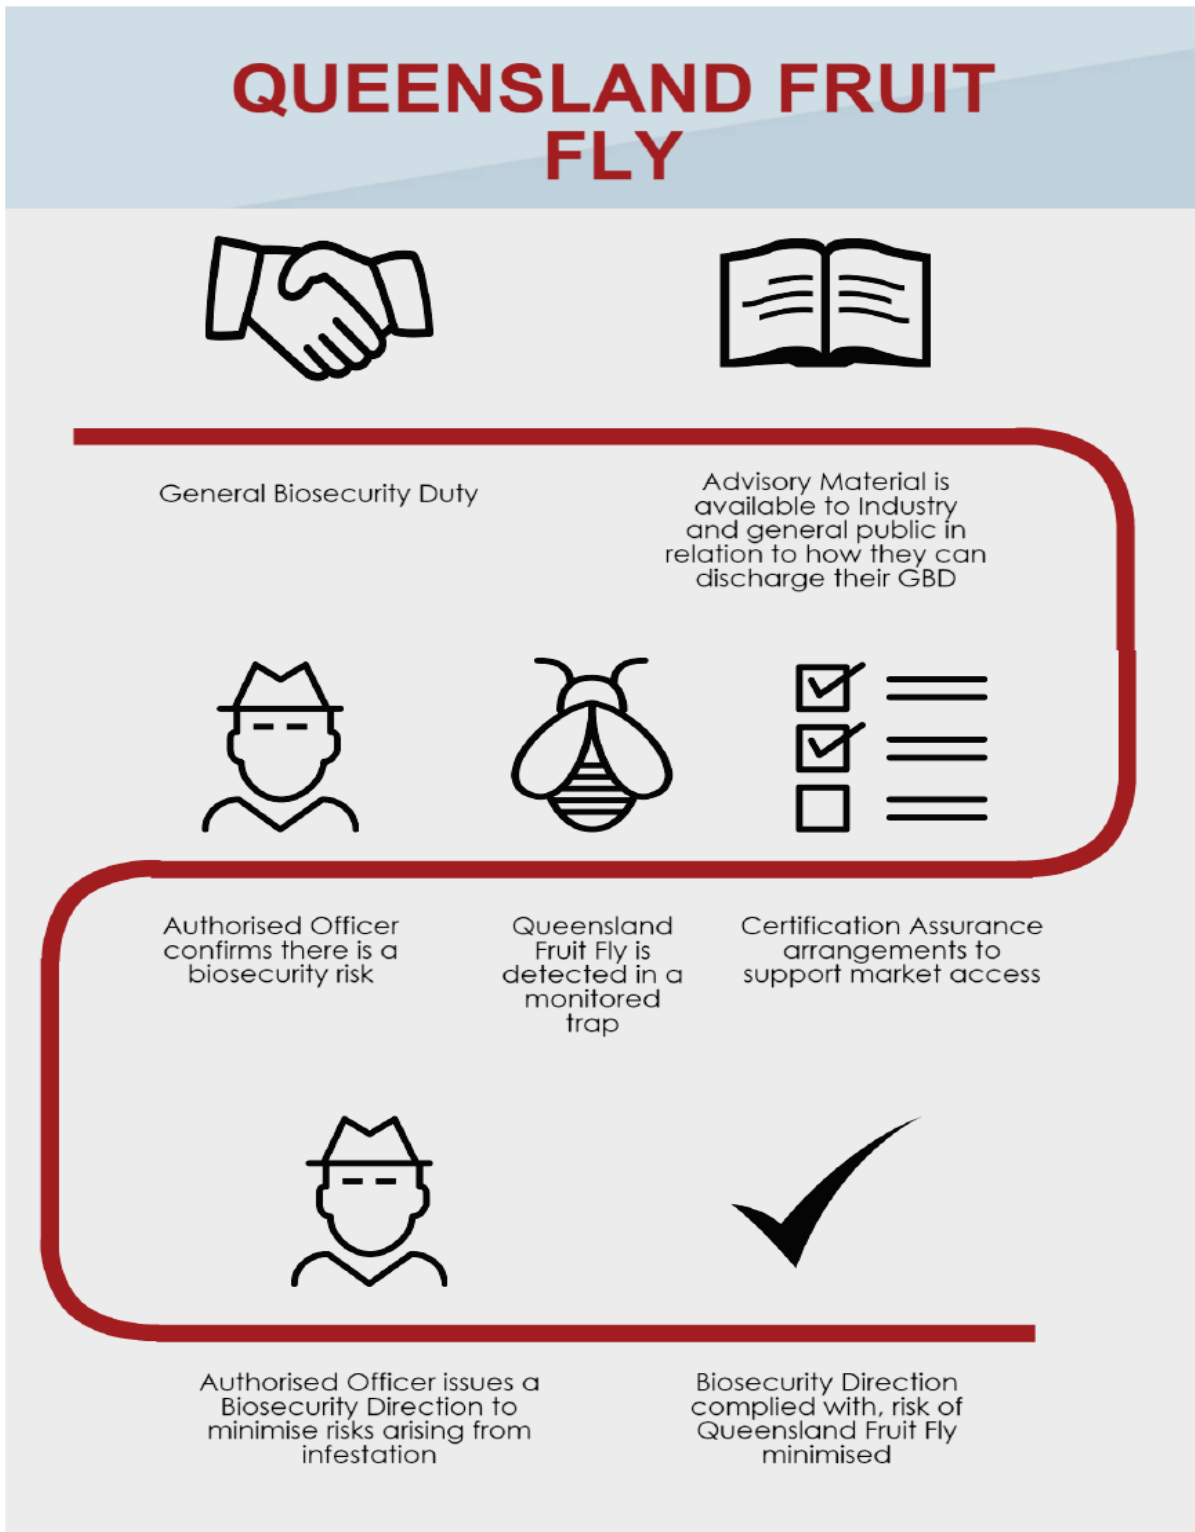 QUEENSLAND FRUIT
FLY
General Biosecurity Duty
Advisory Material is
available to Industry
and general public in
relation to how they can
discharge their GBD
Authorised Officer
confirms there is a
biosecurity risk
Queensland
Fruit Fly is
detected in a
monitored
trap
Certification Assurance
arrangements to
support market access
Authorised Officer issues a
Biosecurity Direction to
minimise risks arising from
infestation
Biosecurity Direction
complied with, risk of
Queensland Fruit Fly
minimised